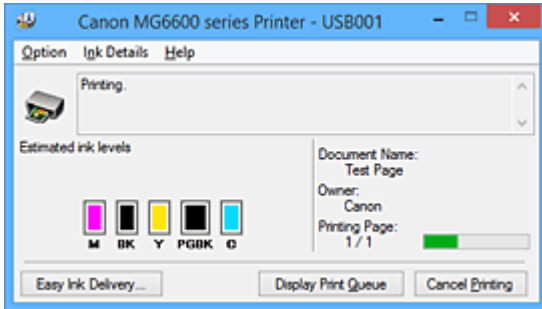 Canon MG6600 series Printer - USB001
Option Ink Details Help
Printing.
Estimated ink levels
Document Name:
Test Page
Owner:
Canon
Printing Page:
1 / 1
M BK Y PGBK C
Easy Ink Delivery... Display Print Queue Cancel Printing